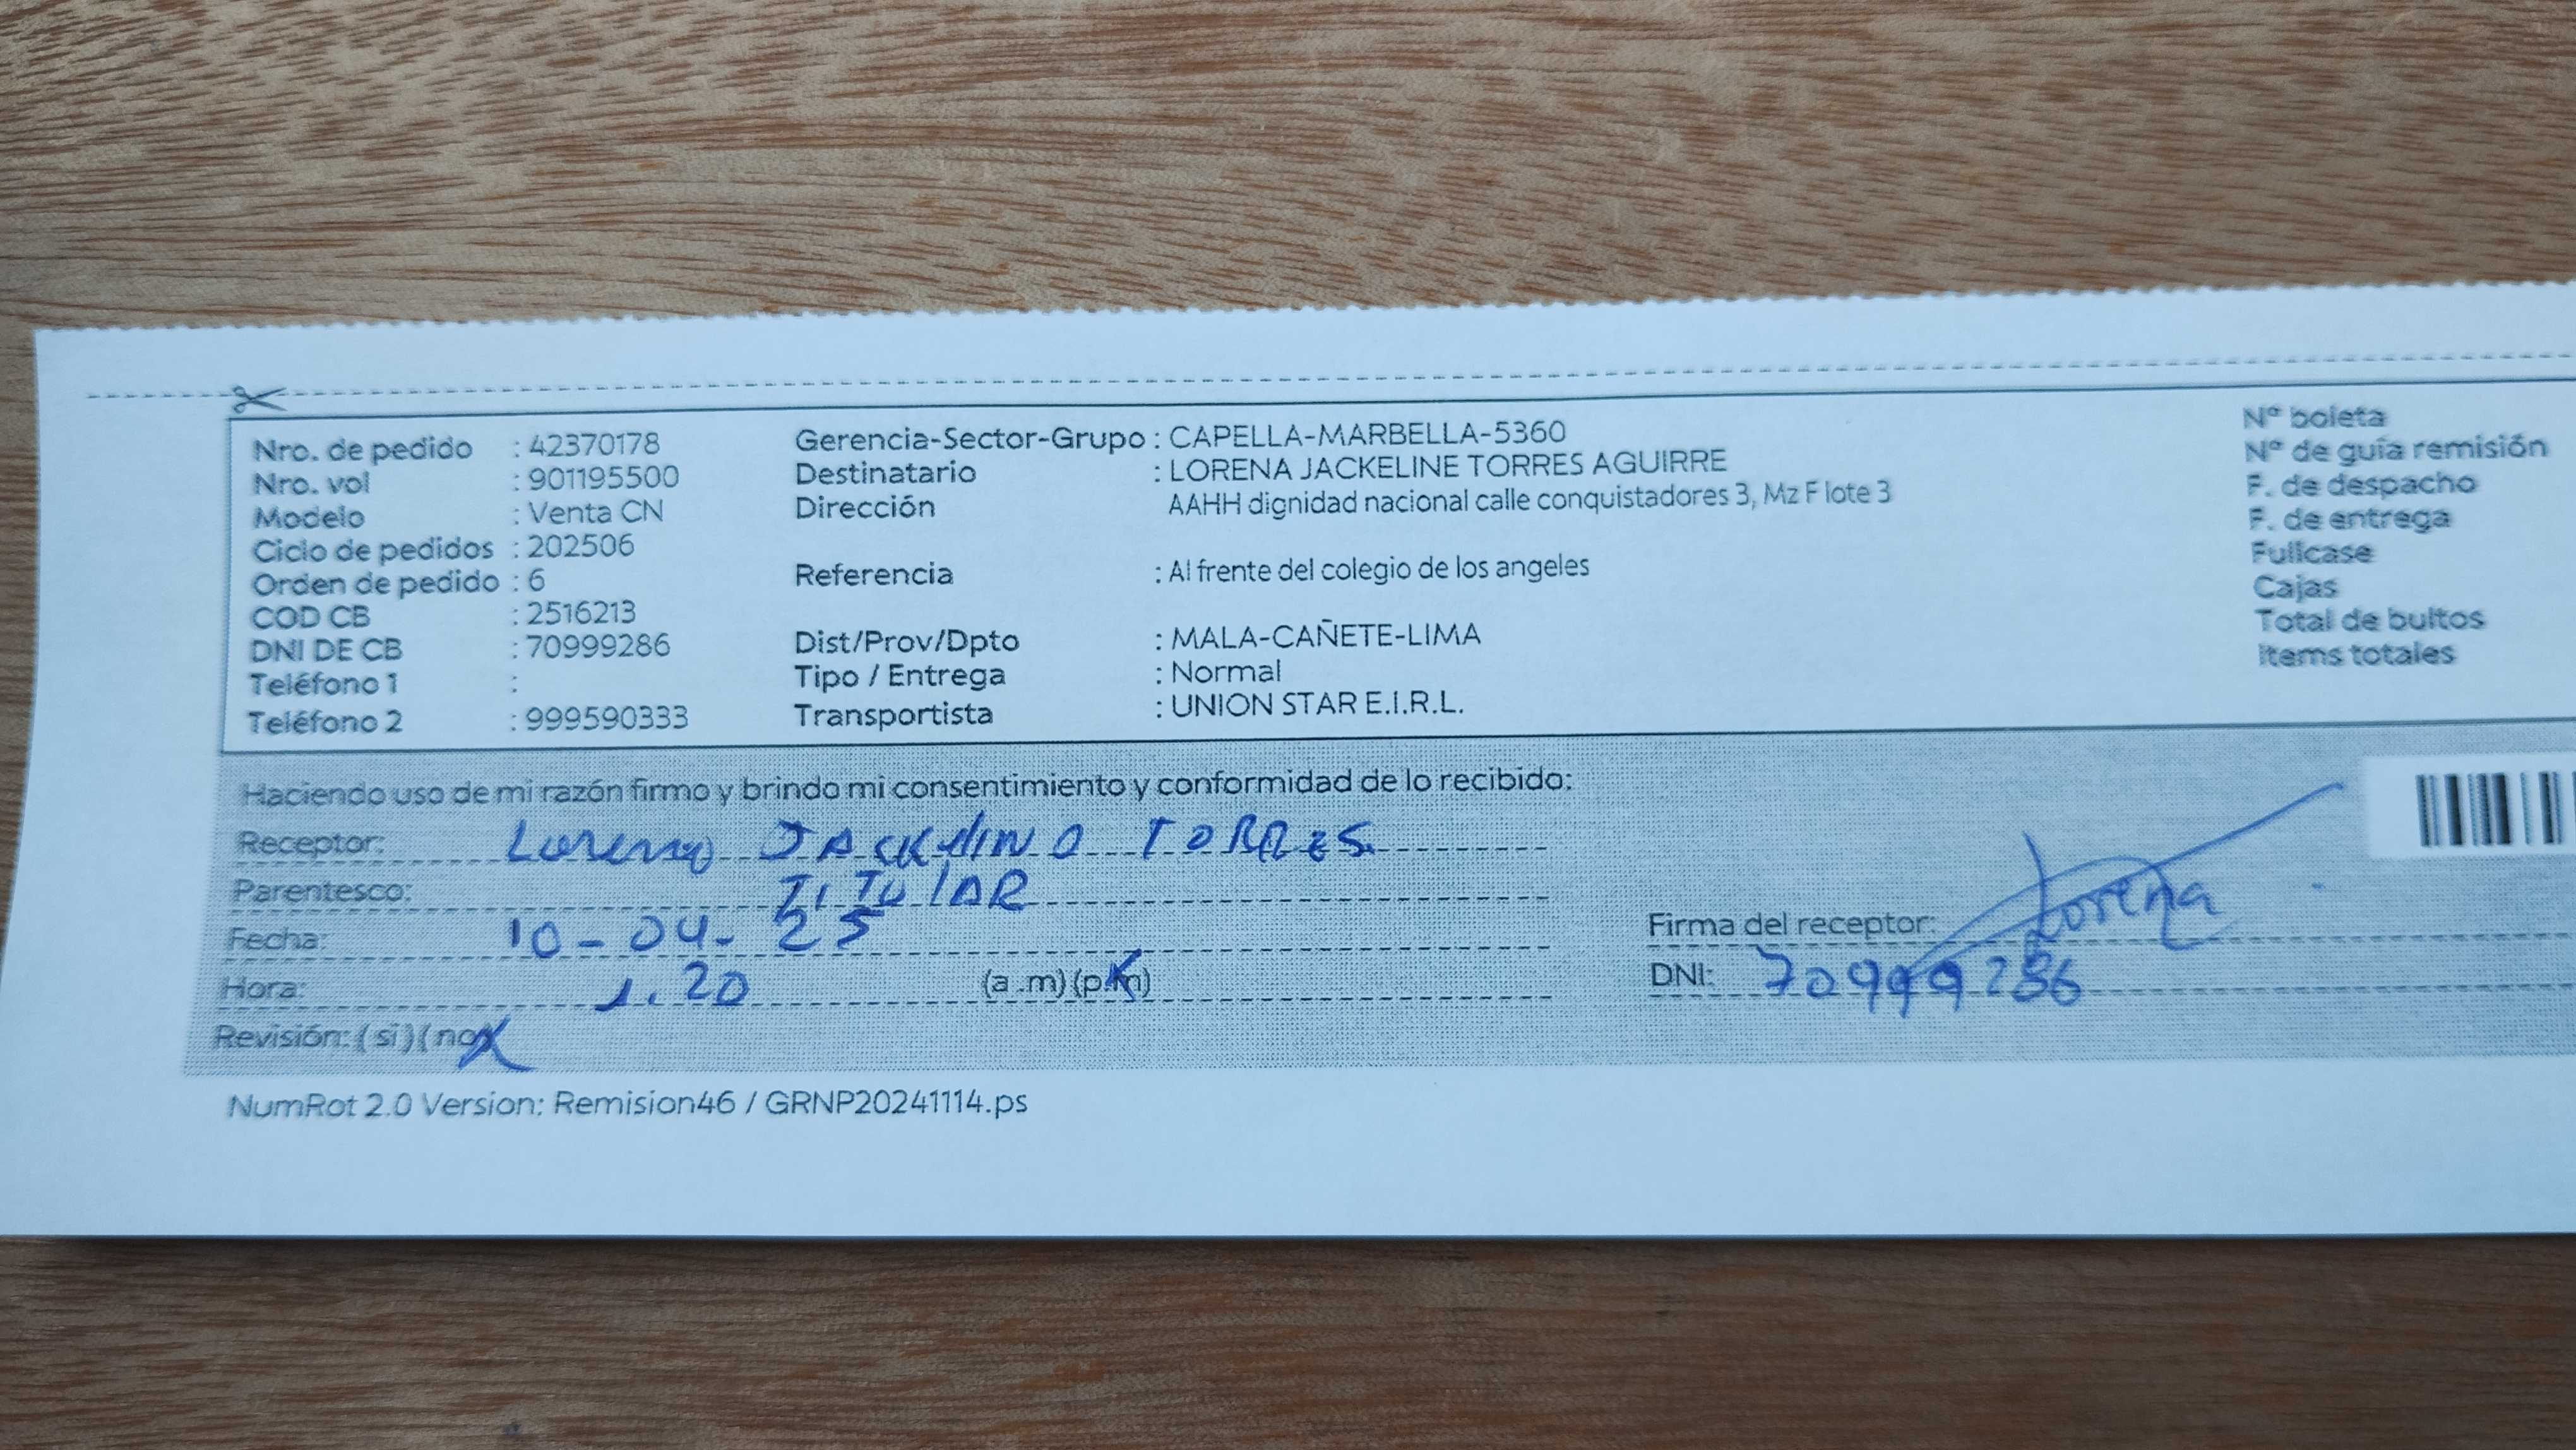 Nro. de pedido : 42370178
Nro. vol : 901195500
Modelo : Venta CN
Ciclo de pedidos : 202506
Orden de pedido : 6
COD CB : 2516213
DNI DE CB : 70999286
Teléfono 1 :
Teléfono 2 : 999590333
Gerencia-Sector-Grupo : CAPELLA-MARBELLA-5360
Destinatario : LORENA JACKELINE TORRES AGUIRRE
Dirección AAHH dignidad nacional calle conquistadores 3, Mz F lote 3
Referencia : Al frente del colegio de los angeles
Dist/Prov/Dpto : MALA-CAÑETE-LIMA
Tipo / Entrega : Normal
Transportista : UNION STAR E.I.R.L.
Nº boleta
Nº de guía remisión
F. de despacho
F. de entrega
Fullcase
Cajas
Total de bultos
Items totales
Haciendo uso de mi razón firmo y brindo mi consentimiento y conformidad de lo recibido:
Receptor: TORRES
Parentesco: TITULAR
Fecha: 10-04-25
Hora: 1.20 (a.m)(p.m)
Revisión: (si)(no)
Firma del receptor: Lorena
DNI: 70999286
NumRot 2.0 Version: Remision46 / GRNP20241114.ps